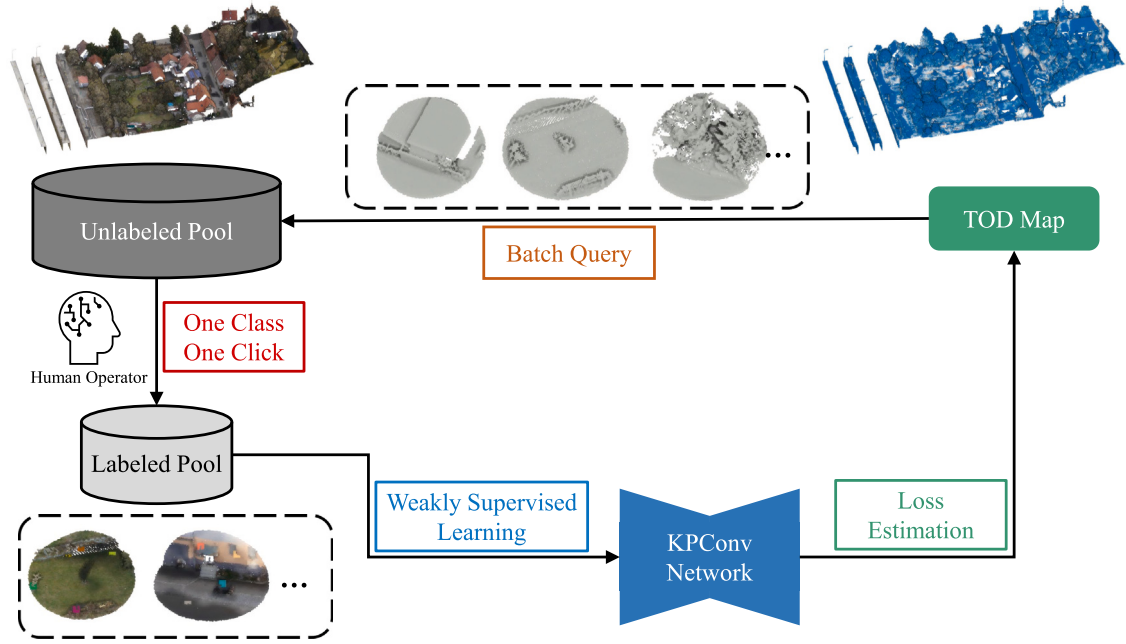 ...
Unlabeled Pool
TOD Map
Batch Query
One Class
One Click
Human Operator
Labeled Pool
Weakly Supervised
Learning
KPConv
Network
Loss
Estimation
...